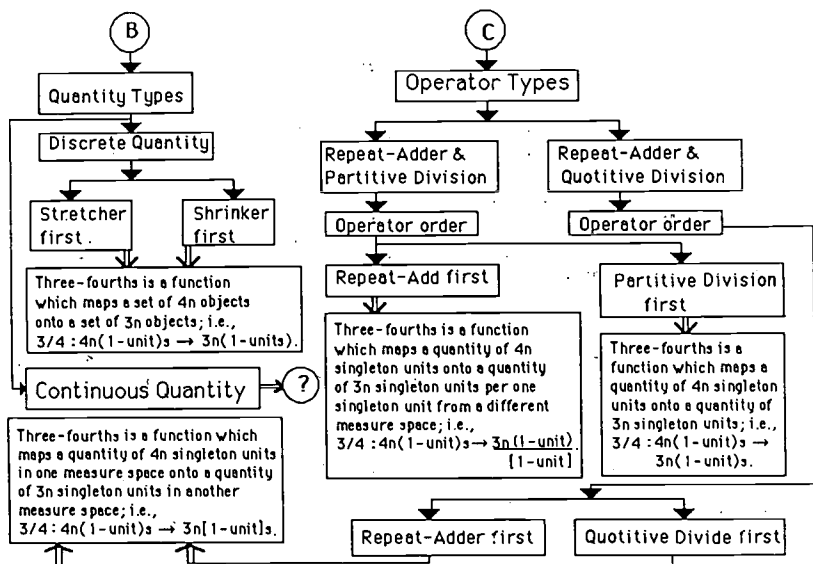 B
Quantity Types
Discrete Quantity
Stretcher
first.
Shrinker
first
Three-fourths is a function
which maps a set of 4n objects
onto a set of 3n objects; i.e.,
3/4 : 4n(1-unit)s → 3n(1-units).
Continuous Quantity
?
Three-fourths is a function which
maps a quantity of 4n singleton units
in one measure space onto a quantity
of 3n singleton units in another
measure space; i.e.,
3/4 : 4n(1-unit)s → 3n[1-unit]s.
C
Operator Types
Repeat-Adder &
Partitive Division
Repeat-Adder &
Quotitive Division
Operator order
Operator order
Repeat-Add first
Partitive Division
first
Three-fourths is a function
which maps a quantity of 4n
singleton units onto a quantity
of 3n singleton units per one
singleton unit from a different
measure space; i.e.,
3/4 : 4n(1-unit)s → 3n(1-unit).
[1-unit]
Three-fourths is a
function which maps a
quantity of 4n singleton
units onto a quantity of
3n singleton units; i.e.,
3/4 : 4n(1-unit)s →
3n(1-unit)s.
Repeat-Adder first
Quotitive Divide first